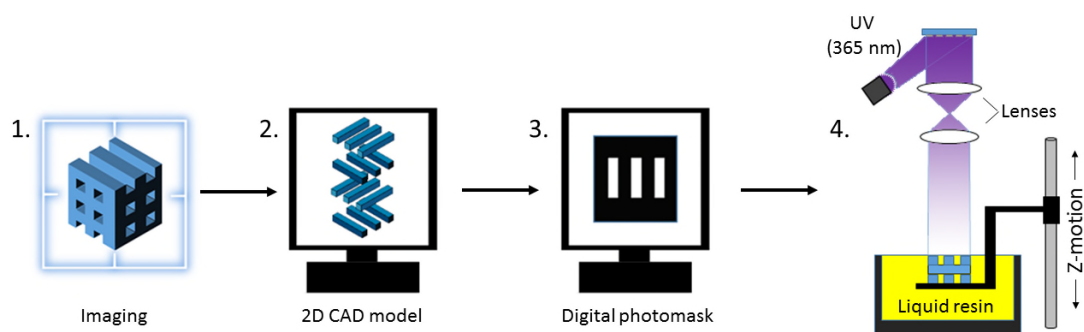 1.
2.
3.
4.
UV
(365 nm)
Lenses
Z-motion
Liquid resin
Imaging
2D CAD model
Digital photomask